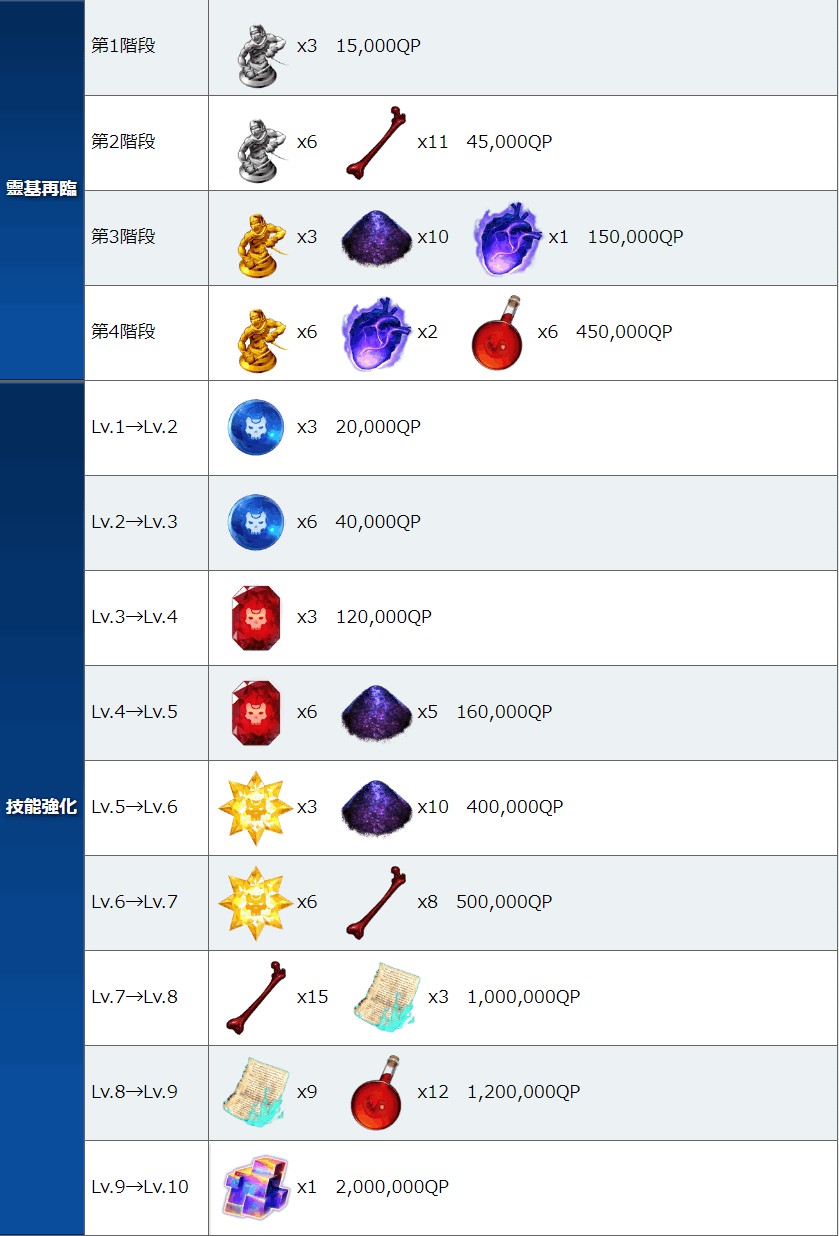 靈基再臨
第1階段 x3 15,000QP
第2階段 x6 x11 45,000QP
第3階段 x3 x10 x1 150,000QP
第4階段 x6 x2 x6 450,000QP
技能強化
Lv.1→Lv.2 x3 20,000QP
Lv.2→Lv.3 x6 40,000QP
Lv.3→Lv.4 x3 120,000QP
Lv.4→Lv.5 x6 x5 160,000QP
Lv.5→Lv.6 x3 x10 400,000QP
Lv.6→Lv.7 x6 x8 500,000QP
Lv.7→Lv.8 x15 x3 1,000,000QP
Lv.8→Lv.9 x9 x12 1,200,000QP
Lv.9→Lv.10 x1 2,000,000QP